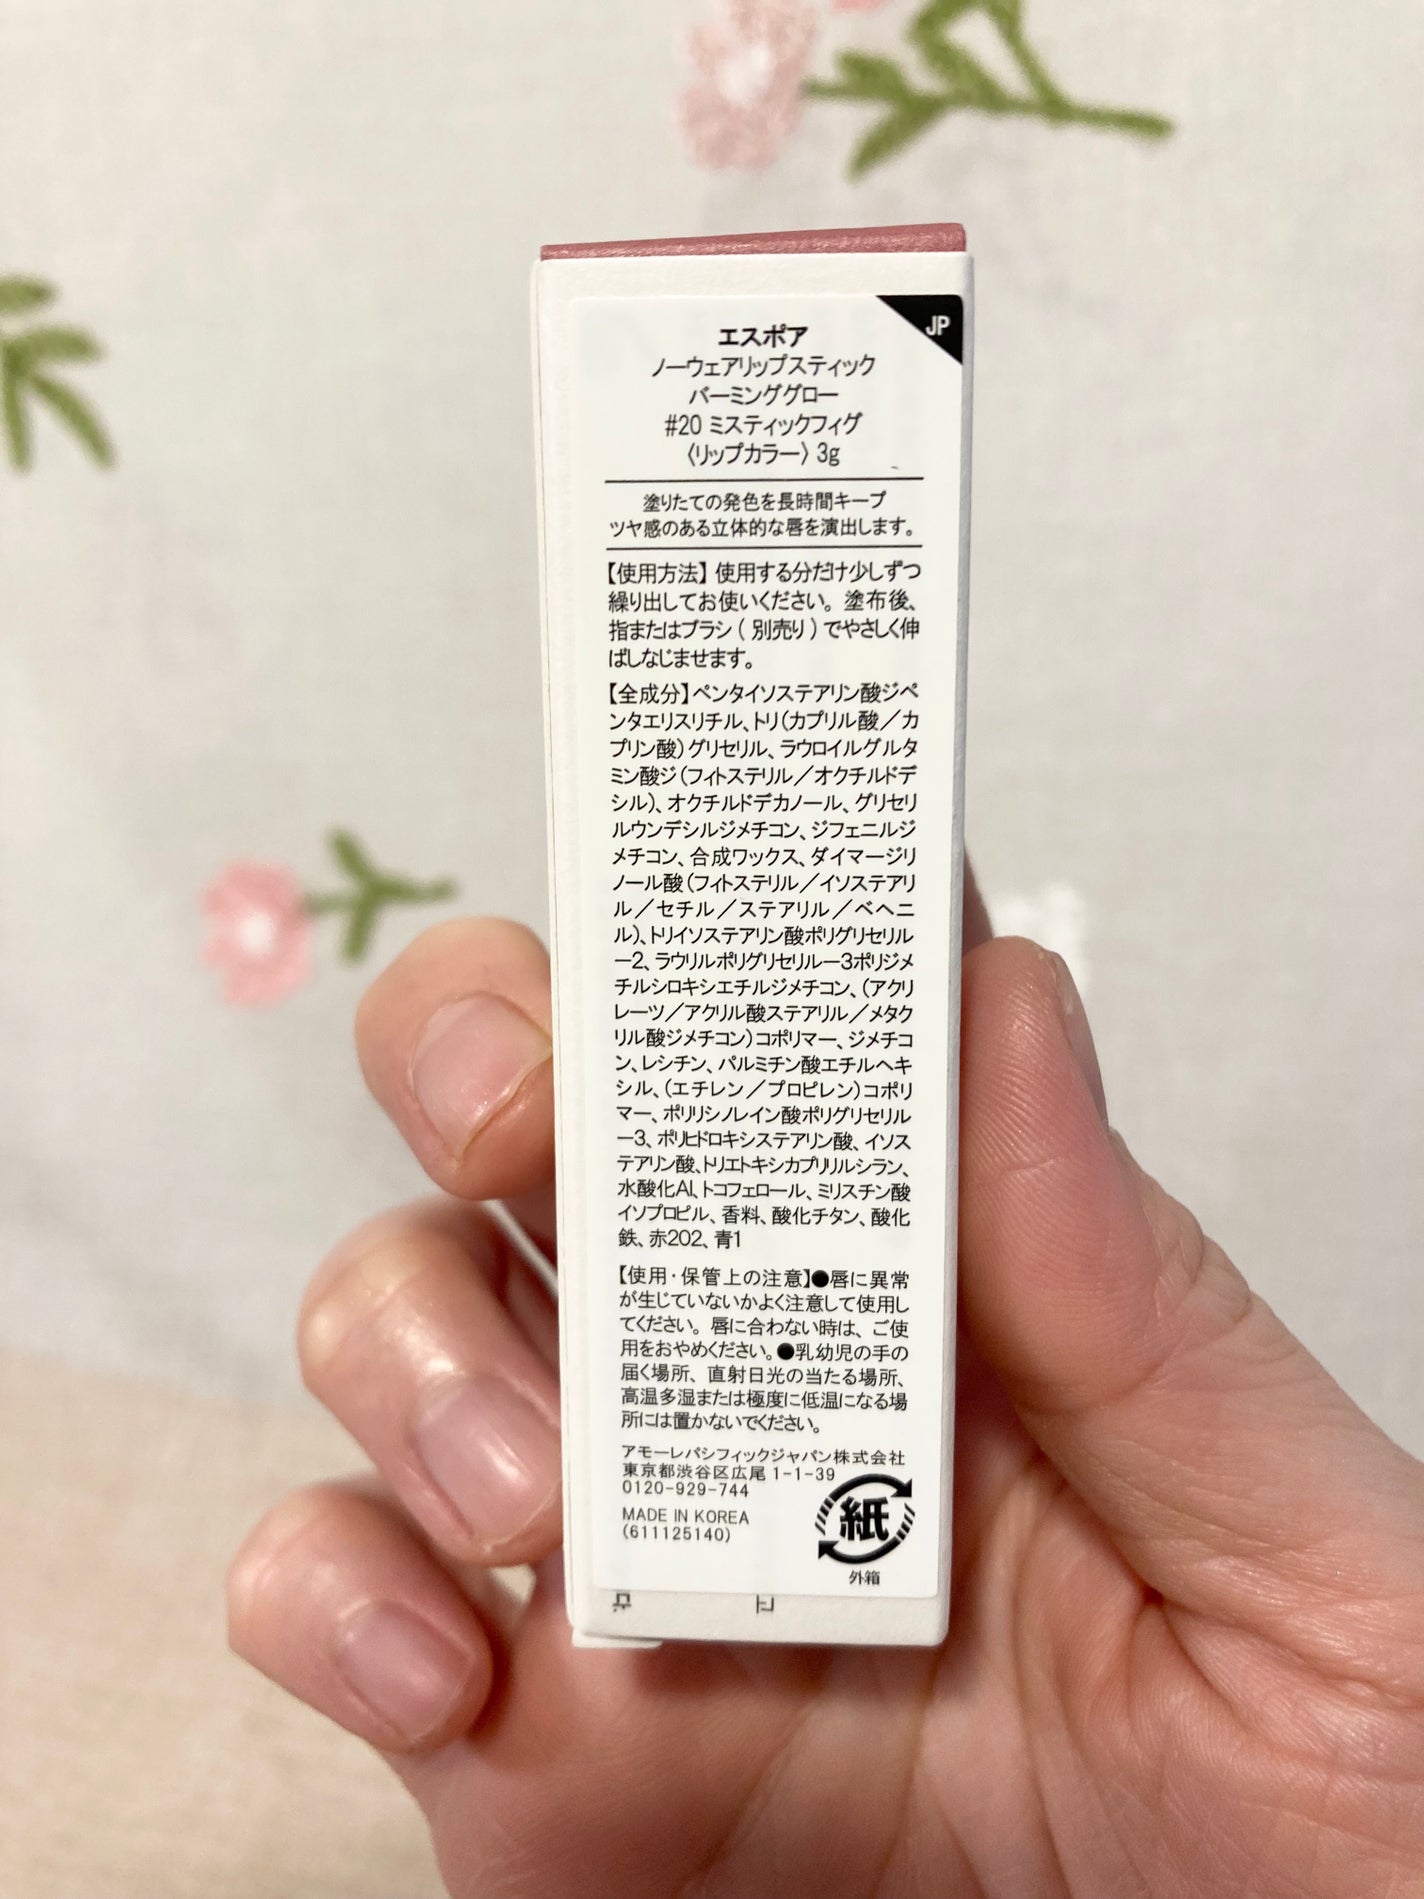 JP
エスポア
ノーウェアリップスティック
バーミンググロー
#20 ミスティックフィグ
〈リップカラー〉 3g
塗りたての発色を長時間キープ
ツヤ感のある立体的な唇を演出します。
【使用方法】 使用する分だけ少しずつ
繰り出してお使いください。 塗布後、
指またはブラシ ( 別売り ) でやさしく伸
ばしなじませます。
【全成分】ペンタイソステアリン酸ジペ
ンタエリスリチル、トリ(カプリル酸／カ
プリン酸) グリセリル、ラウロイルグルタ
ミン酸ジ (フィトステリル／オクチルドデ
シル)、オクチルドデカノール、グリセリ
ルウンデシルジメチコン、ジフェニルジ
メチコン、合成ワックス、ダイマージリ
ノール酸 (フィトステリル／イソステアリ
ル／セチル／ステアリル／ベヘニ
ル)、トリイソステアリン酸ポリグリセリル
ー2、ラウリルポリグリセリルー3ポリジメ
チルシロキシエチルジメチコン、(アクリ
レーツ／アクリル酸ステアリル／メタク
リル酸ジメチコン) コポリマー、ジメチコ
ン、レシチン、パルミチン酸エチルヘキ
シル、(エチレン／プロピレン) コポリ
マー、ポリリシノレイン酸ポリグリセリル
ー3、ポリヒドロキシステアリン酸、イソス
テアリン酸、トリエトキシカプリリルシラン、
水酸化Al、トコフェロール、ミリスチン酸
イソプロピル、香料、酸化チタン、酸化
鉄、赤202、青1
【使用・保管上の注意】●唇に異常
が生じていないかよく注意して使用し
てください。唇に合わない時は、ご使
用をおやめください。●乳幼児の手の
届く場所、直射日光の当たる場所、
高温多湿または極度に低温になる場
所には置かないでください。
アモーレパシフィックジャパン株式会社
東京都渋谷区広尾 1-1-39
0120-929-744
MADE IN KOREA
(611125140)
紙
外箱